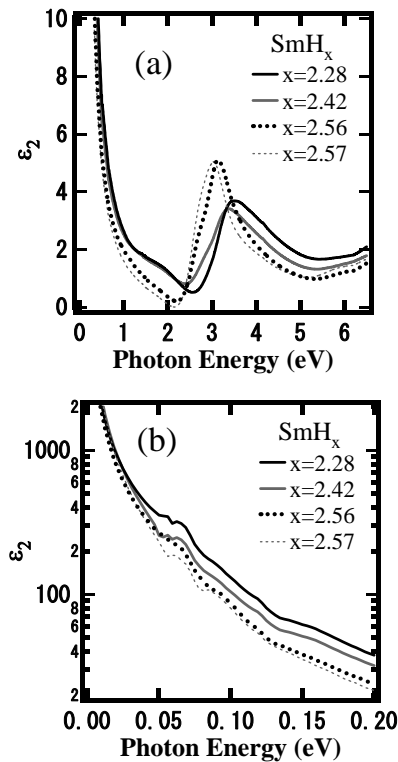 10
8
6
4
2
0
ε2
(a)
SmHx
x=2.28
x=2.42
x=2.56
x=2.57
0 1 2 3 4 5 6
Photon Energy (eV)
2
1000
8
6
4
2
100
8
6
4
2
ε2
(b)
SmHx
x=2.28
x=2.42
x=2.56
x=2.57
0.00 0.05 0.10 0.15 0.20
Photon Energy (eV)